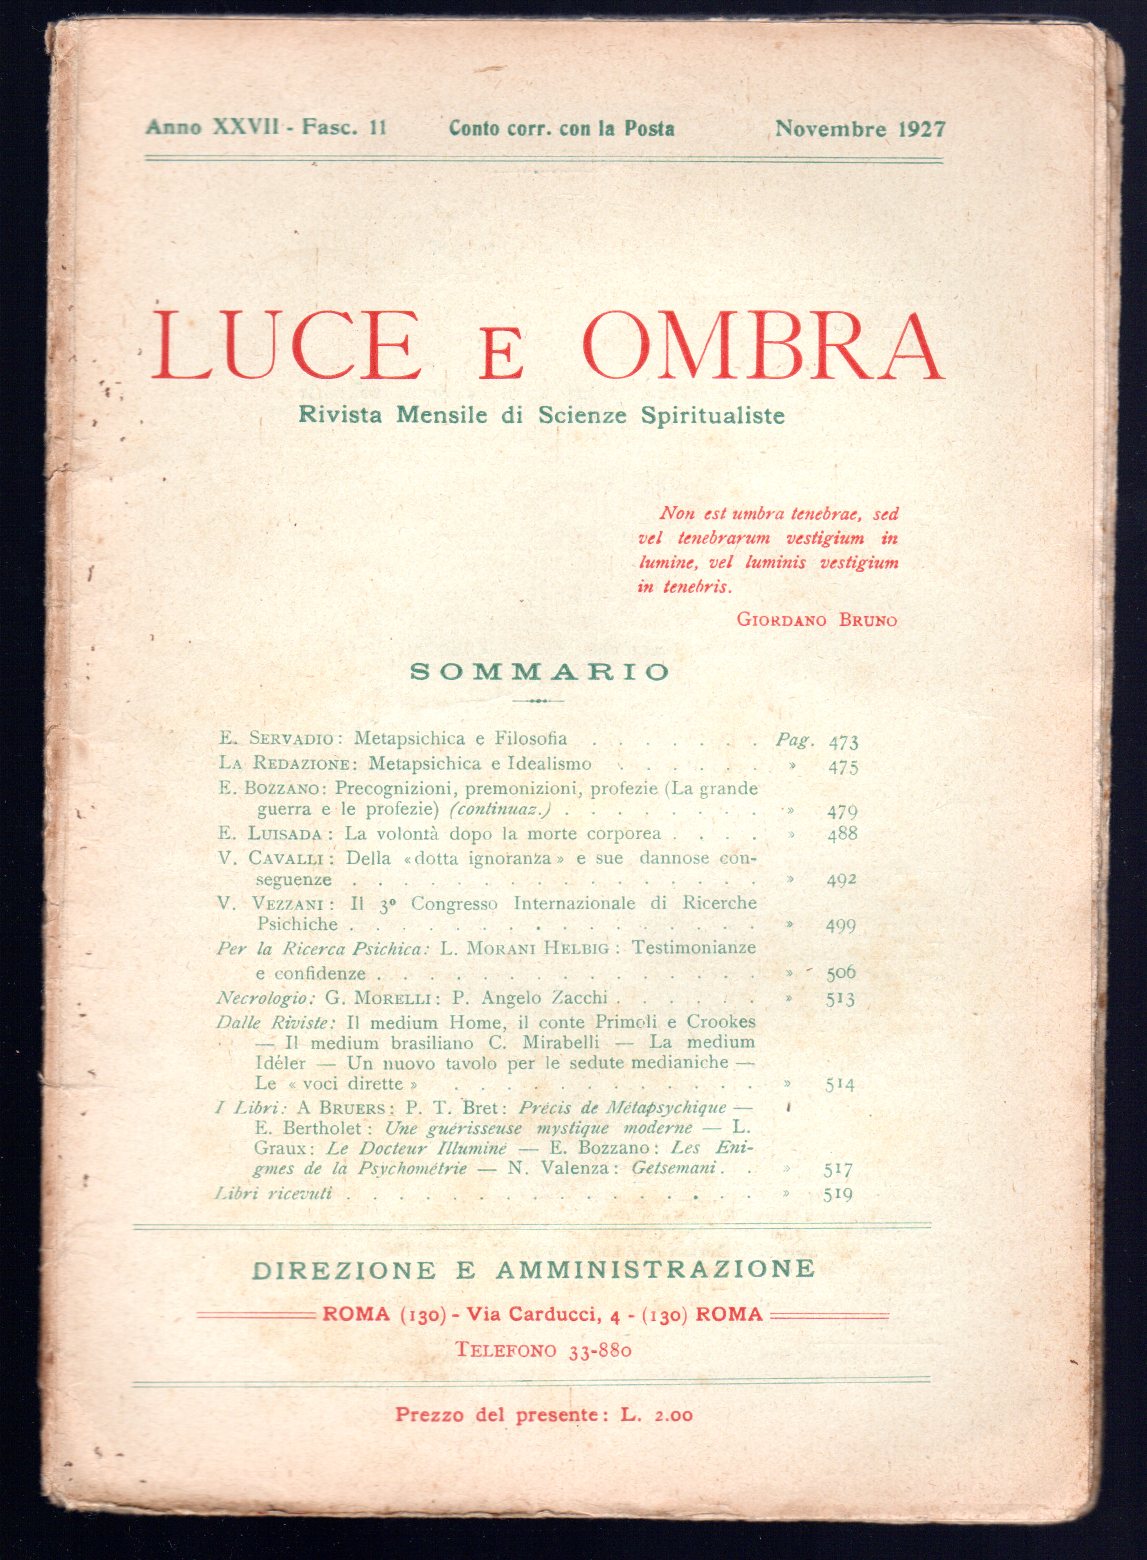 Anno XXVII - Fasc. 11 Conto corr. con la Posta Novembre 1927
LUCE E OMBRA
Rivista Mensile di Scienze Spiritualiste
Non est umbra tenebrae, sed
vel tenebrarum vestigium in
lumine, vel luminis vestigium
in tenebris.
GIORDANO BRUNO
SOMMARIO
E. SERVADIO: Metapsichica e Filosofia . . . . . . . Pag. 473
LA REDAZIONE: Metapsichica e Idealismo . . . . . . » 475
E. BOZZANO: Precognizioni, premonizioni, profezie (La grande
guerra e le profezie) (continuaz.) . . . . . . . . » 479
E. LUISADA: La volontà dopo la morte corporea . . . . » 488
V. CAVALLI: Della «dotta ignoranza» e sue dannose con-
seguenze . . . . . . . . . . . . . . . . » 492
V. VEZZANI: Il 3º Congresso Internazionale di Ricerche
Psichiche . . . . . . . . . . . . . . . . » 499
Per la Ricerca Psichica: L. MORANI HELBIG: Testimonianze
e confidenze . . . . . . . . . . . . . . . » 506
Necrologio: G. MORELLI: P. Angelo Zacchi . . . . . . » 513
Dalle Riviste: Il medium Home, il conte Primoli e Crookes
— Il medium brasiliano C. Mirabelli — La medium
Idéler — Un nuovo tavolo per le sedute medianiche —
Le « voci dirette » . . . . . . . . . . . . » 514
I Libri: A BRUERS: P. T. Bret: Précis de Métapsychique —
E. Bertholet: Une guérisseuse mystique moderne — L.
Graux: Le Docteur Illuminé — E. Bozzano: Les Eni-
gmes de la Psychométrie — N. Valenza: Getsemani. . » 517
Libri ricevuti . . . . . . . . . . . . . . . . » 519
DIREZIONE E AMMINISTRAZIONE
ROMA (130) - Via Carducci, 4 - (130) ROMA
TELEFONO 33-880
Prezzo del presente: L. 2.00